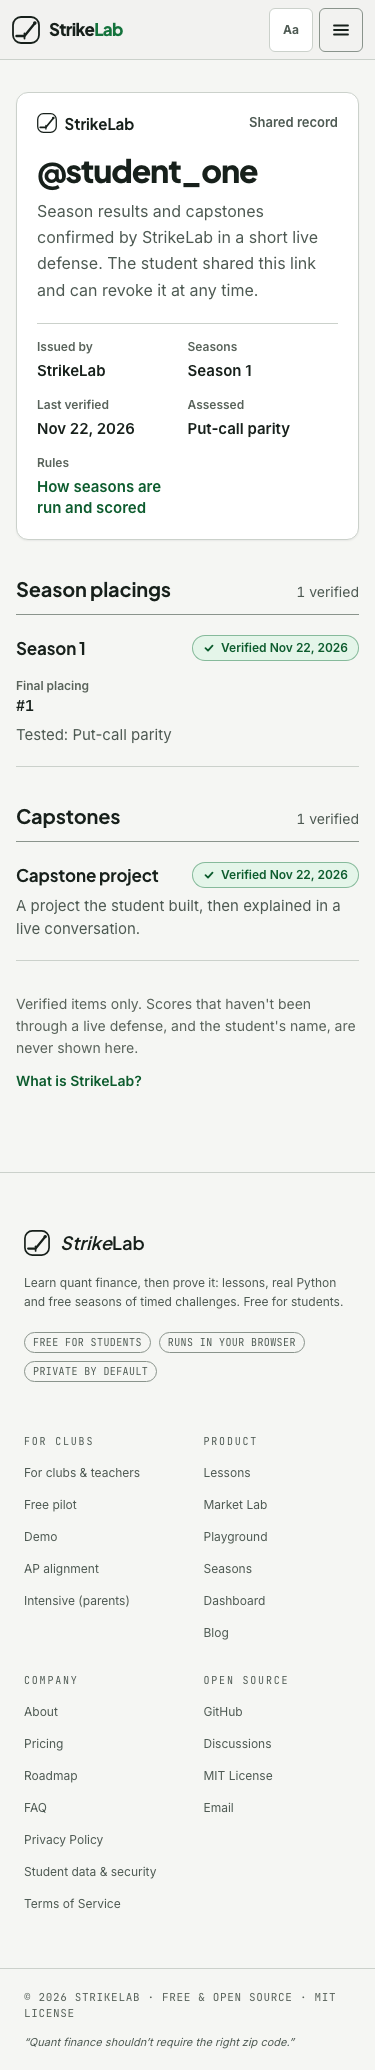 StrikeLab
Aa
StrikeLab
Shared record
@student_one
Season results and capstones
confirmed by StrikeLab in a short live
defense. The student shared this link
and can revoke it at any time.
Issued by
StrikeLab
Seasons
Season 1
Last verified
Nov 22, 2026
Assessed
Put-call parity
Rules
How seasons are
run and scored
Season placings
1 verified
Season 1
Verified Nov 22, 2026
Final placing
#1
Tested: Put-call parity
Capstones
1 verified
Capstone project
Verified Nov 22, 2026
A project the student built, then explained in a
live conversation.
Verified items only. Scores that haven't been
through a live defense, and the student's name, are
never shown here.
What is StrikeLab?
StrikeLab
Learn quant finance, then prove it: lessons, real Python
and free seasons of timed challenges. Free for students.
FREE FOR STUDENTS
RUNS IN YOUR BROWSER
PRIVATE BY DEFAULT
FOR CLUBS
For clubs & teachers
Free pilot
Demo
AP alignment
Intensive (parents)
PRODUCT
Lessons
Market Lab
Playground
Seasons
Dashboard
Blog
COMPANY
About
Pricing
Roadmap
FAQ
Privacy Policy
Student data & security
Terms of Service
OPEN SOURCE
GitHub
Discussions
MIT License
Email
© 2026 STRIKELAB · FREE & OPEN SOURCE · MIT
LICENSE
“Quant finance shouldn’t require the right zip code.”